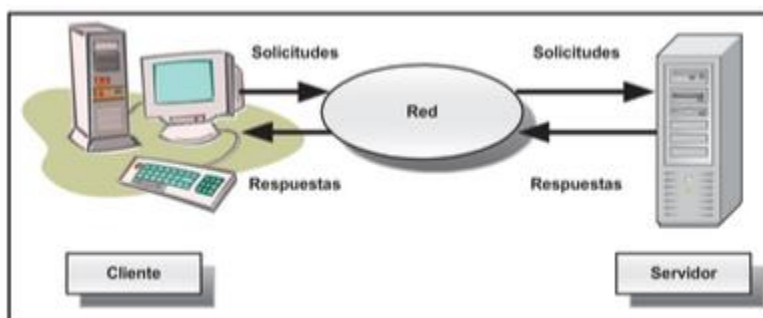 Solicitudes
Solicitudes
Red
Respuestas
Respuestas
Cliente
Servidor